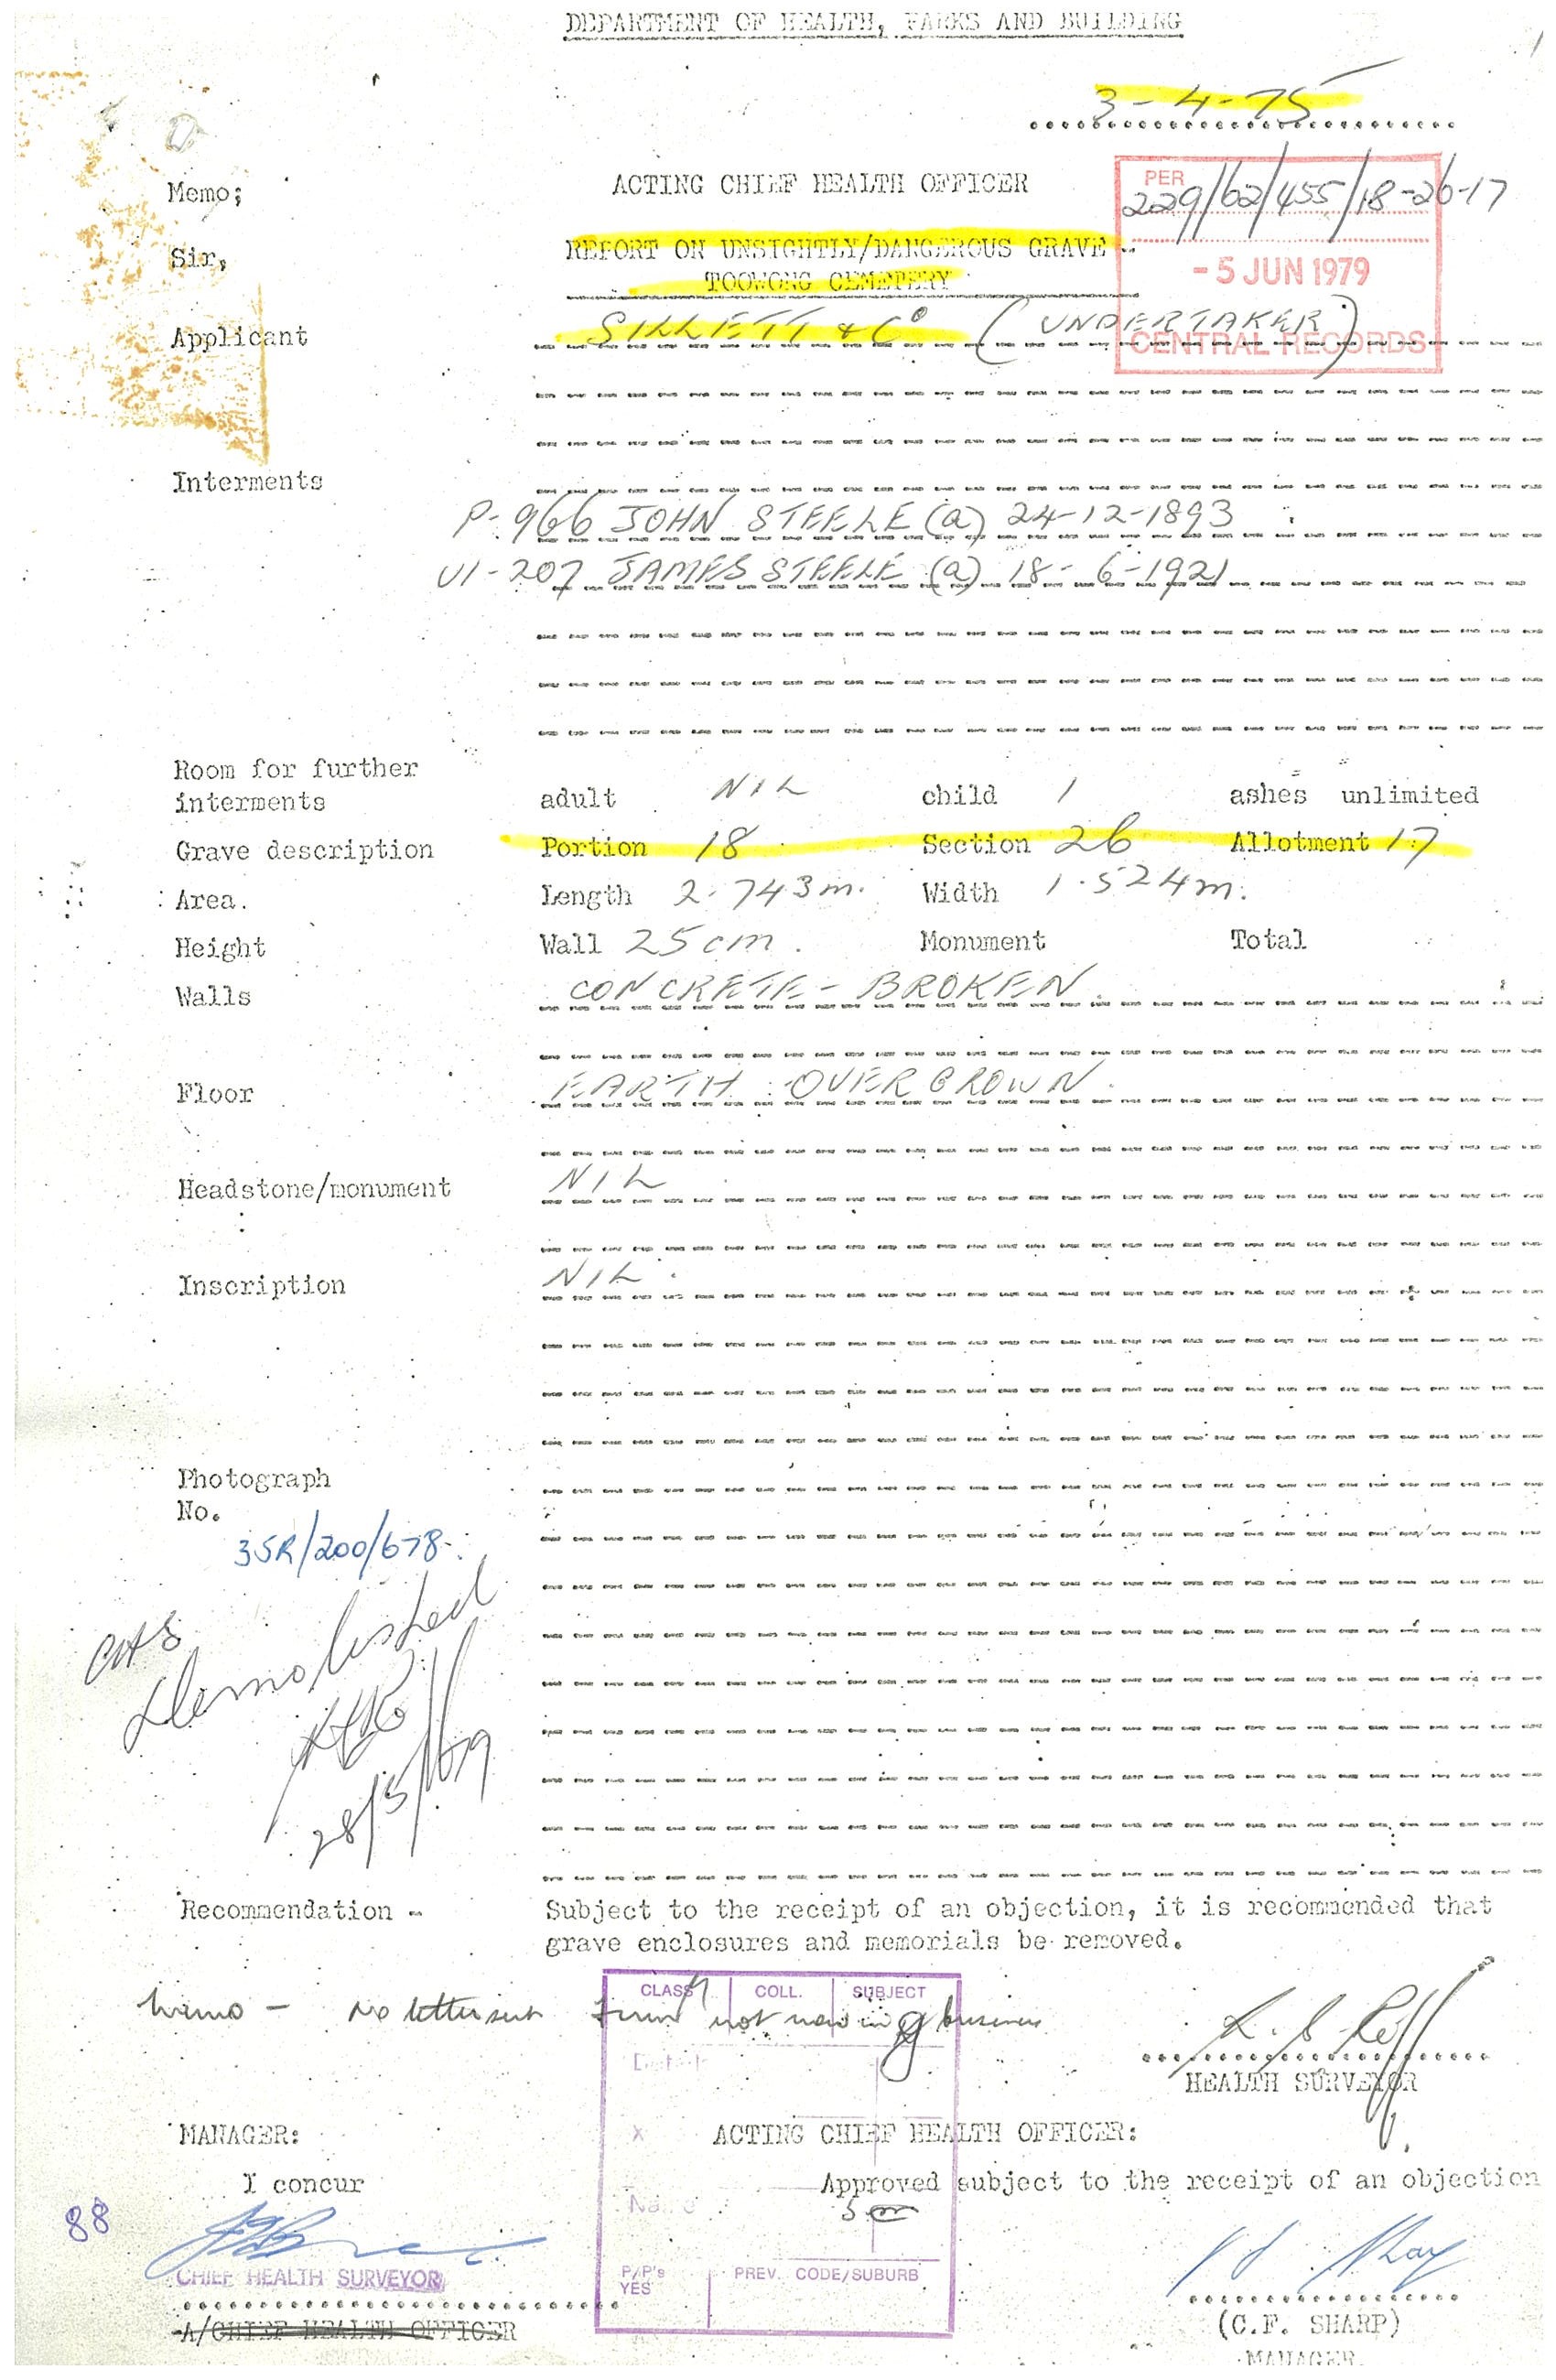 DEPARTMENT OF HEALTH, PARKS AND BUILDING
3-4-75
Memo; ACTING CHIEF HEALTH OFFICER
PER
229/62/455/18-26-17
Sir, REPORT ON UNSIGHTLY/DANGEROUS GRAVE -
TOOWONG CEMETERY
- 5 JUN 1979
CENTRAL RECORDS
Applicant SILLETT & Co (UNDERTAKER)
Interments
P-966 JOHN STEELE (a) 24-12-1893
U1-207 JAMES STEELE (a) 18-6-1921
Room for further
interments adult NIL child 1 ashes unlimited
Grave description Portion 18 Section 26 Allotment 17
Area. Length 2.743m. Width 1.524m.
Height Wall 25cm. Monument Total
Walls CONCRETE - BROKEN.
Floor EARTH OVERGROWN.
Headstone/monument NIL
Inscription NIL.
Photograph
No.
35R/200/678
Demolished
28/5/79
Recommendation - Subject to the receipt of an objection, it is recommended that
grave enclosures and memorials be removed.
CLASS COLL. SUBJECT
Memo - No letter sent Firm not now in business
HEALTH SURVEYOR
MANAGER: X ACTING CHIEF HEALTH OFFICER:
I concur Approved subject to the receipt of an objection
Name
88
CHIEF HEALTH SURVEYOR
P/P's YES PREV. CODE/SUBURB
A/CHIEF HEALTH OFFICER
(C.F. SHARP)
MANAGER